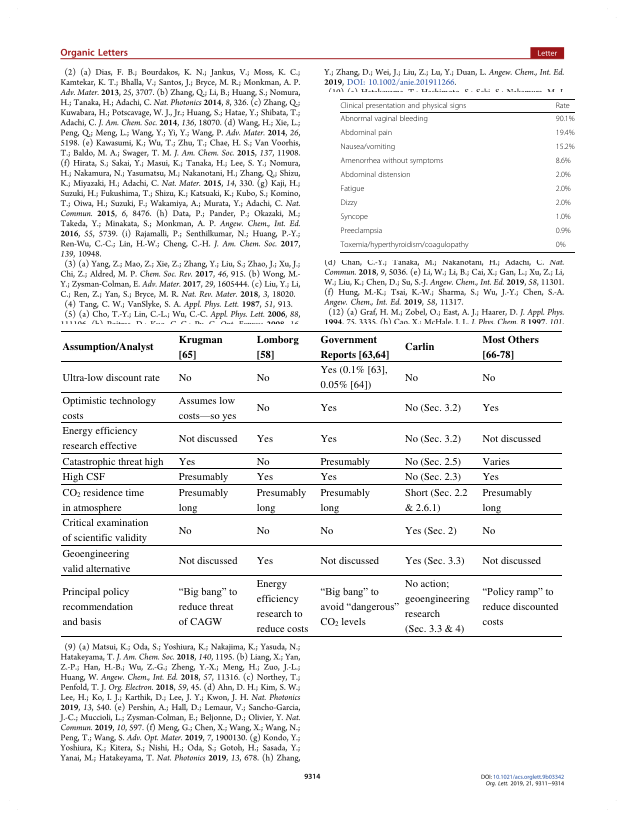 Organic Letters
Letter
(2) (a) Dias, F. B.; Bourdakos, K. N.; Jankus, V.; Moss, K. C.;
Kamtekar, K. T.; Bhalla, V.; Santos, J.; Bryce, M. R.; Monkman, A. P.
Adv. Mater. 2013, 25, 3707. (b) Zhang, Q.; Li, B.; Huang, S.; Nomura,
H.; Tanaka, H.; Adachi, C. Nat. Photonics 2014, 8, 326. (c) Zhang, Q.;
Kuwabara, H.; Potscavage, W. J., Jr.; Huang, S.; Hatae, Y.; Shibata, T.;
Adachi, C. J. Am. Chem. Soc. 2014, 136, 18070. (d) Wang, H.; Xie, L.;
Peng, Q.; Meng, L.; Wang, Y.; Yi, Y.; Wang, P. Adv. Mater. 2014, 26,
5198. (e) Kawasumi, K.; Wu, T.; Zhu, T.; Chae, H. S.; Van Voorhis,
T.; Baldo, M. A.; Swager, T. M. J. Am. Chem. Soc. 2015, 137, 11908.
(f) Hirata, S.; Sakai, Y.; Masui, K.; Tanaka, H.; Lee, S. Y.; Nomura,
H.; Nakamura, N.; Yasumatsu, M.; Nakanotani, H.; Zhang, Q.; Shizu,
K.; Miyazaki, H.; Adachi, C. Nat. Mater. 2015, 14, 330. (g) Kaji, H.;
Suzuki, H.; Fukushima, T.; Shizu, K.; Katsuaki, K.; Kubo, S.; Komino,
T.; Oiwa, H.; Suzuki, F.; Wakamiya, A.; Murata, Y.; Adachi, C. Nat.
Commun. 2015, 6, 8476. (h) Data, P.; Pander, P.; Okazaki, M.;
Takeda, Y.; Minakata, S.; Monkman, A. P. Angew. Chem., Int. Ed.
2016, 55, 5739. (i) Rajamalli, P.; Senthilkumar, N.; Huang, P.-Y.;
Ren-Wu, C.-C.; Lin, H.-W.; Cheng, C.-H. J. Am. Chem. Soc. 2017,
139, 10948.
(3) (a) Yang, Z.; Mao, Z.; Xie, Z.; Zhang, Y.; Liu, S.; Zhao, J.; Xu, J.;
Chi, Z.; Aldred, M. P. Chem. Soc. Rev. 2017, 46, 915. (b) Wong, M.-
Y.; Zysman-Colman, E. Adv. Mater. 2017, 29, 1605444. (c) Liu, Y.; Li,
C.; Ren, Z.; Yan, S.; Bryce, M. R. Nat. Rev. Mater. 2018, 3, 18020.
(4) Tang, C. W.; VanSlyke, S. A. Appl. Phys. Lett. 1987, 51, 913.
(5) (a) Cho, T.-Y.; Lin, C.-L.; Wu, C.-C. Appl. Phys. Lett. 2006, 88,
Y.; Zhang, D.; Wei, J.; Liu, Z.; Lu, Y.; Duan, L. Angew. Chem., Int. Ed.
2019, DOI: 10.1002/anie.201911266.
Clinical presentation and physical signs Rate
Abnormal vaginal bleeding 90.1%
Abdominal pain 19.4%
Nausea/vomiting 15.2%
Amenorrhea without symptoms 8.6%
Abdominal distension 2.0%
Fatigue 2.0%
Dizzy 2.0%
Syncope 1.0%
Preeclampsia 0.9%
Toxemia/hyperthyroidism/coagulopathy 0%
(d) Chan, C.-Y.; Tanaka, M.; Nakanotani, H.; Adachi, C. Nat.
Commun. 2018, 9, 5036. (e) Li, W.; Li, B.; Cai, X.; Gan, L.; Xu, Z.; Li,
W.; Liu, K.; Chen, D.; Su, S.-J. Angew. Chem., Int. Ed. 2019, 58, 11301.
(f) Hung, M.-K.; Tsai, K.-W.; Sharma, S.; Wu, J.-Y.; Chen, S.-A.
Angew. Chem., Int. Ed. 2019, 58, 11317.
(12) (a) Graf, H. M.; Zobel, O.; East, A. J.; Haarer, D. J. Appl. Phys.
1994, 75, 3335. (b) Cao, X.; McHale, J. L. J. Phys. Chem. B 1997, 101,
Assumption/Analyst Krugman [65] Lomborg [58] Government Reports [63,64] Carlin Most Others [66-78]
Ultra-low discount rate No No Yes (0.1% [63], 0.05% [64]) No No
Optimistic technology costs Assumes low costs—so yes No Yes No (Sec. 3.2) Yes
Energy efficiency research effective Not discussed Yes Yes No (Sec. 3.2) Not discussed
Catastrophic threat high Yes No Presumably No (Sec. 2.5) Varies
High CSF Presumably Yes Yes No (Sec. 2.3) Yes
CO2 residence time in atmosphere Presumably long Presumably long Presumably long Short (Sec. 2.2 & 2.6.1) Presumably long
Critical examination of scientific validity No No No Yes (Sec. 2) No
Geoengineering valid alternative Not discussed Yes Not discussed Yes (Sec. 3.3) Not discussed
Principal policy recommendation and basis "Big bang" to reduce threat of CAGW Energy efficiency research to reduce costs "Big bang" to avoid "dangerous" CO2 levels No action; geoengineering research (Sec. 3.3 & 4) "Policy ramp" to reduce discounted costs
(9) (a) Matsui, K.; Oda, S.; Yoshiura, K.; Nakajima, K.; Yasuda, N.;
Hatakeyama, T. J. Am. Chem. Soc. 2018, 140, 1195. (b) Liang, X.; Yan,
Z.-P.; Han, H.-B.; Wu, Z.-G.; Zheng, Y.-X.; Meng, H.; Zuo, J.-L.;
Huang, W. Angew. Chem., Int. Ed. 2018, 57, 11316. (c) Northey, T.;
Penfold, T. J. Org. Electron. 2018, 59, 45. (d) Ahn, D. H.; Kim, S. W.;
Lee, H.; Ko, I. J.; Karthik, D.; Lee, J. Y.; Kwon, J. H. Nat. Photonics
2019, 13, 540. (e) Pershin, A.; Hall, D.; Lemaur, V.; Sancho-Garcia,
J.-C.; Muccioli, L.; Zysman-Colman, E.; Beljonne, D.; Olivier, Y. Nat.
Commun. 2019, 10, 597. (f) Meng, G.; Chen, X.; Wang, X.; Wang, N.;
Peng, T.; Wang, S. Adv. Opt. Mater. 2019, 7, 1900130. (g) Kondo, Y.;
Yoshiura, K.; Kitera, S.; Nishi, H.; Oda, S.; Gotoh, H.; Sasada, Y.;
Yanai, M.; Hatakeyama, T. Nat. Photonics 2019, 13, 678. (h) Zhang,
9314
DOI: 10.1021/acs.orglett.9b03342
Org. Lett. 2019, 21, 9311−9314